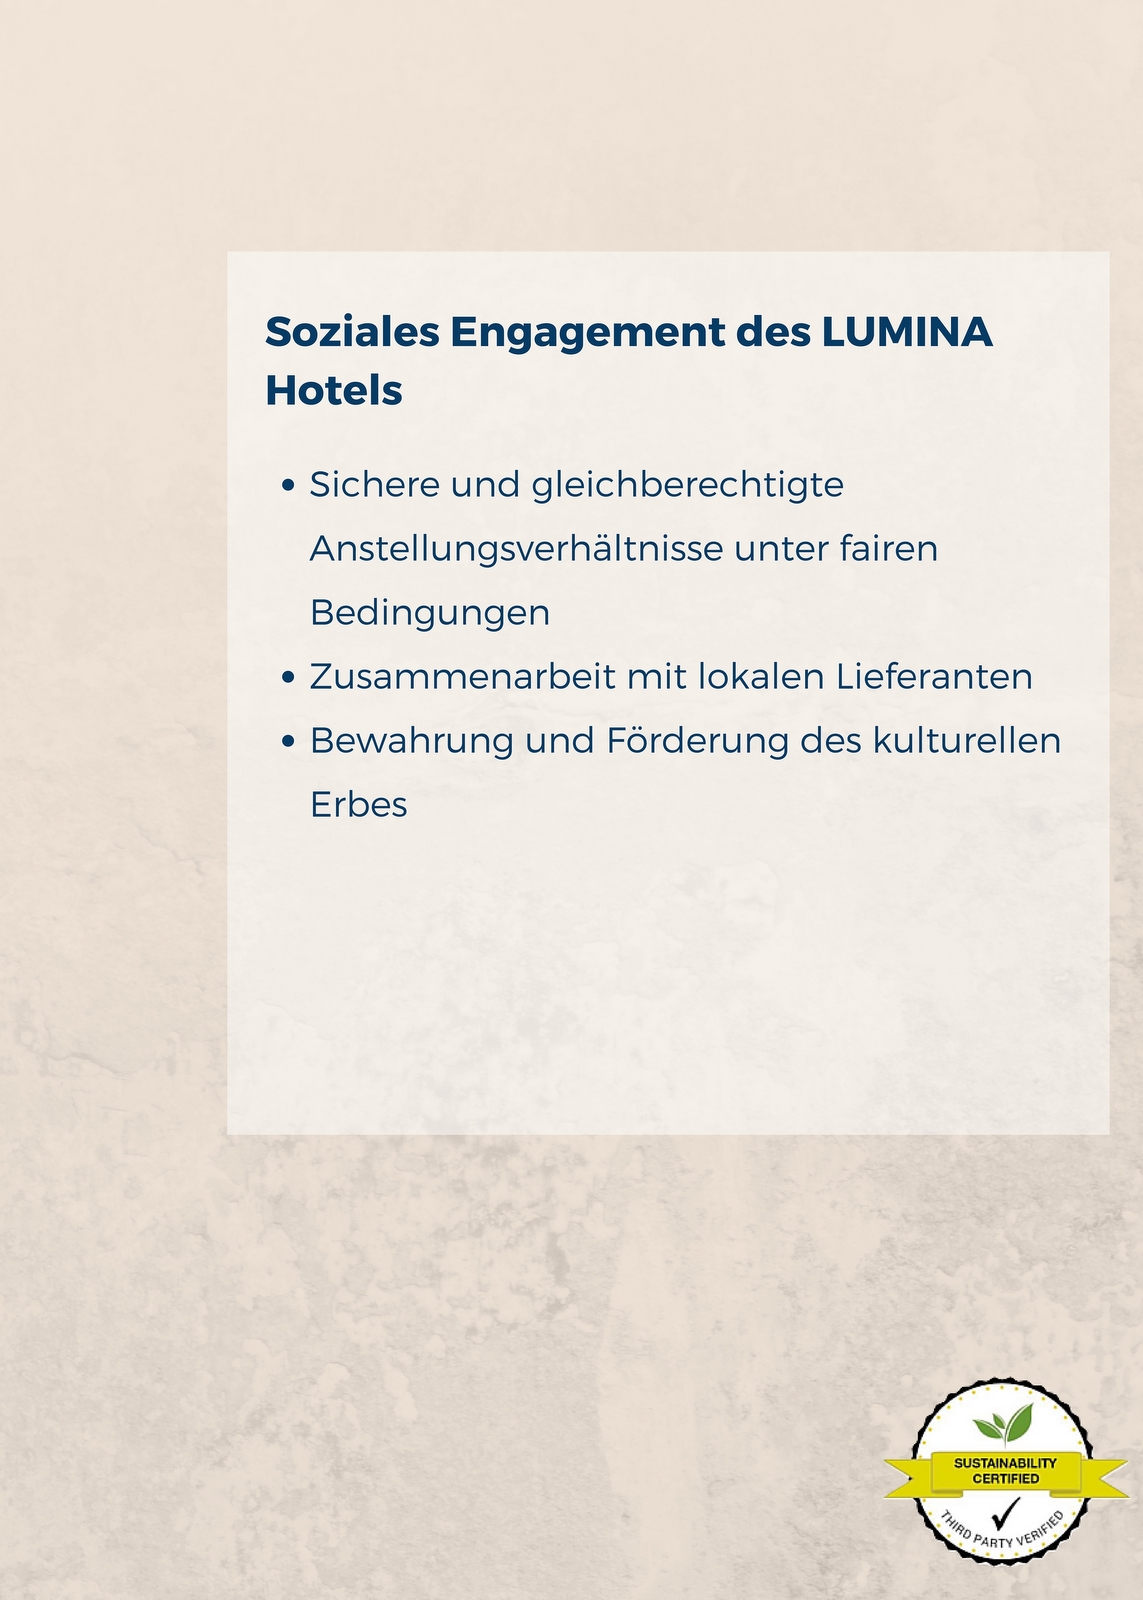 Soziales Engagement des LUMINA
Hotels
• Sichere und gleichberechtigte
Anstellungsverhältnisse unter fairen
Bedingungen
• Zusammenarbeit mit lokalen Lieferanten
• Bewahrung und Förderung des kulturellen
Erbes
SUSTAINABILITY
CERTIFIED
THIRD PARTY VERIFIED